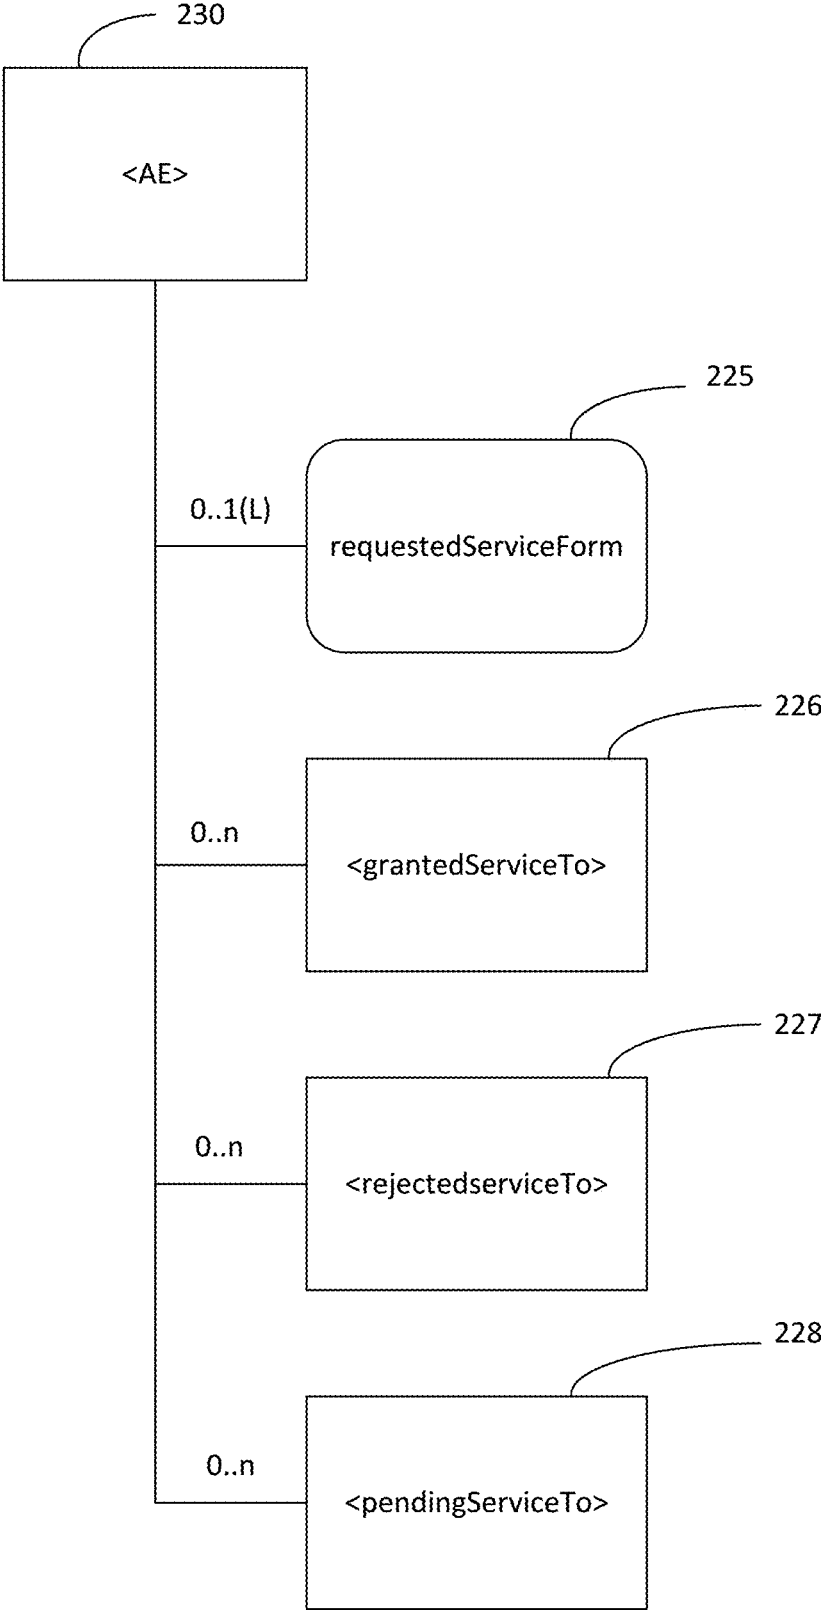 230
<AE>
225
0..1(L)
requestedServiceForm
226
0..n
<grantedServiceTo>
227
0..n
<rejectedserviceTo>
228
0..n
<pendingServiceTo>